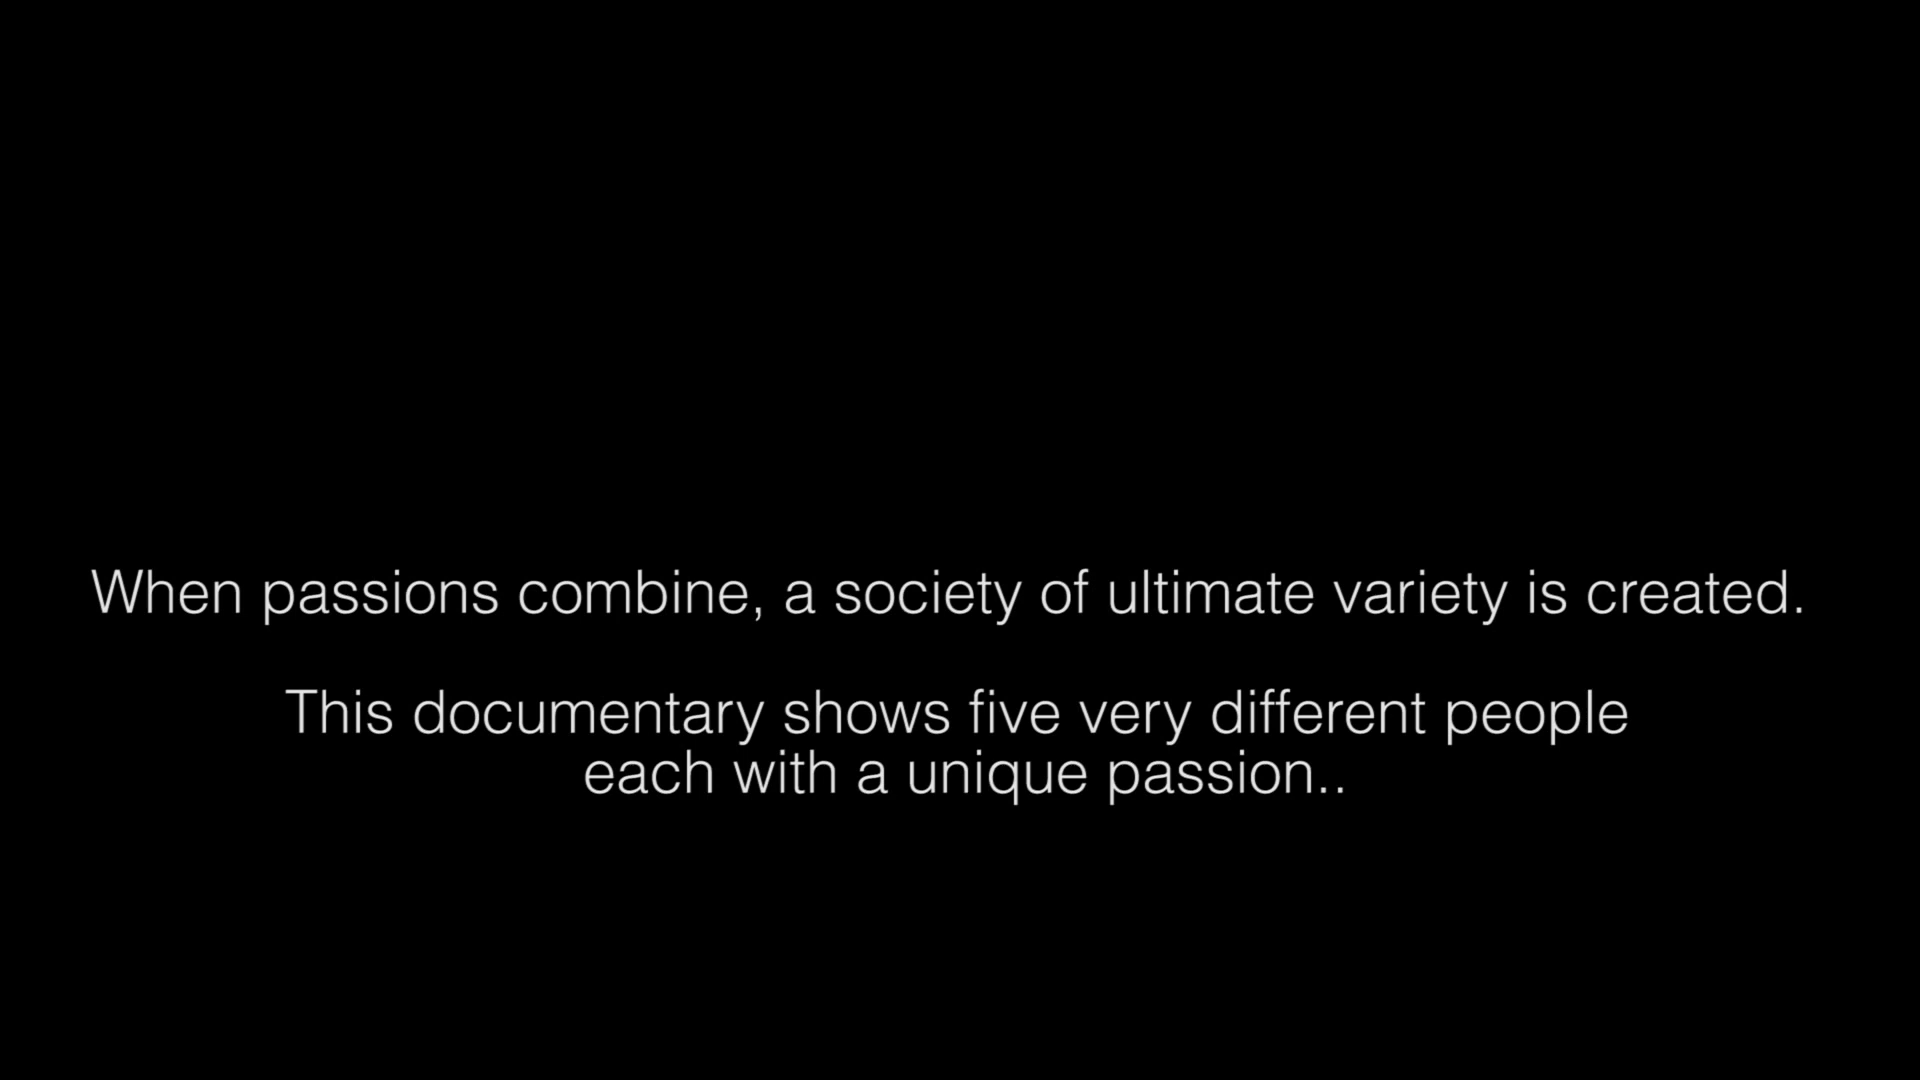 When passions combine, a society of ultimate variety is created.
This documentary shows five very different people
each with a unique passion..